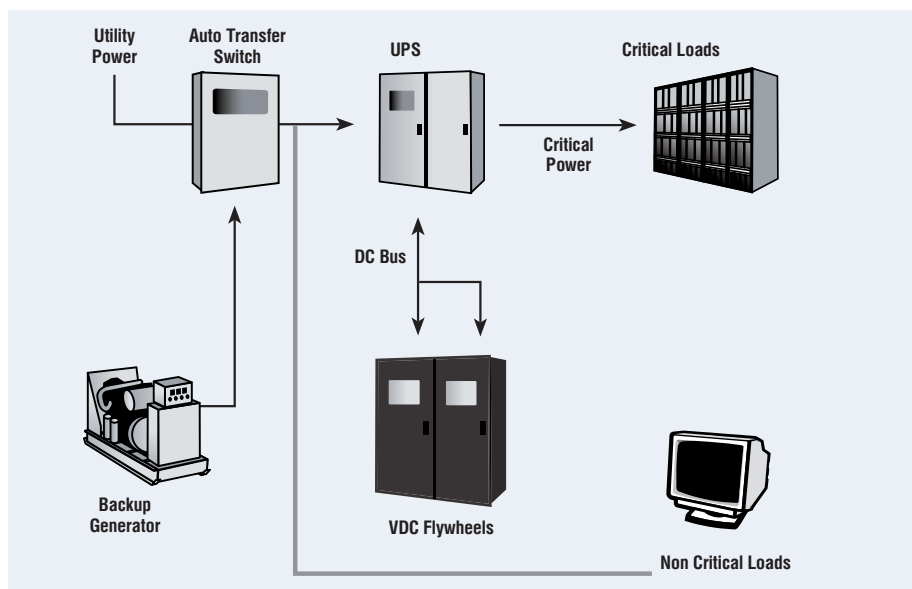 Utility
Power
Auto Transfer
Switch
UPS
Critical Loads
Critical
Power
DC Bus
Backup
Generator
VDC Flywheels
Non Critical Loads